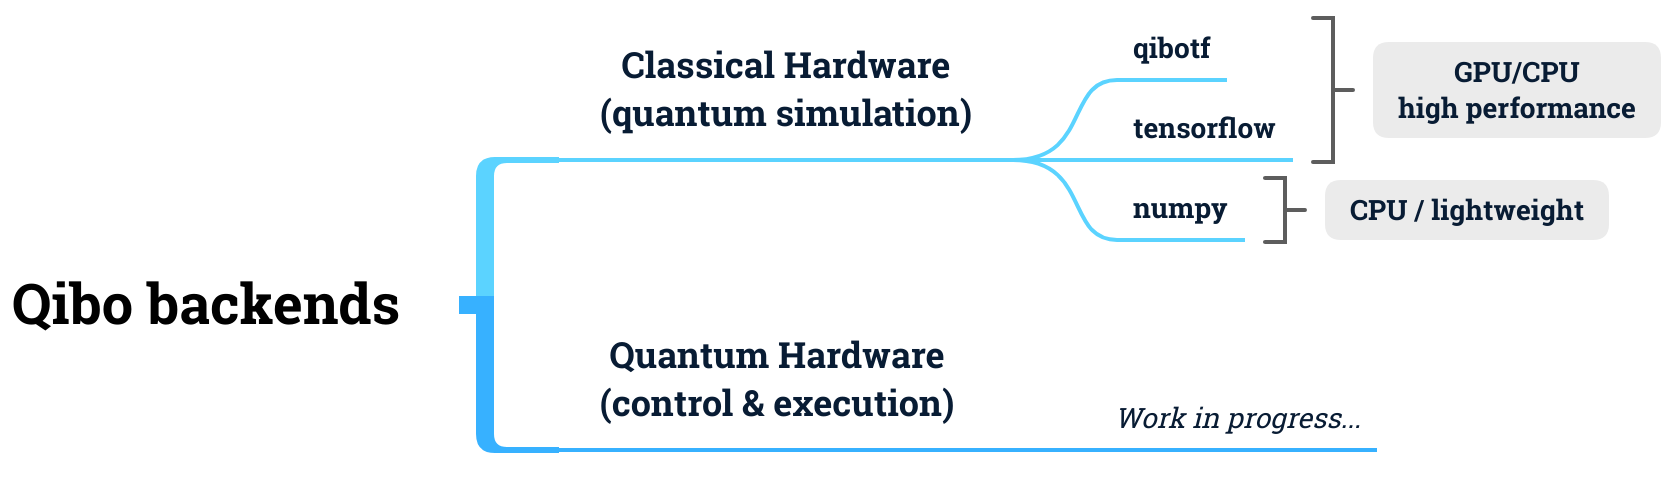 Qibo backends
Classical Hardware
(quantum simulation)
qibotf
tensorflow
GPU/CPU
high performance
numpy
CPU / lightweight
Quantum Hardware
(control & execution)
Work in progress...